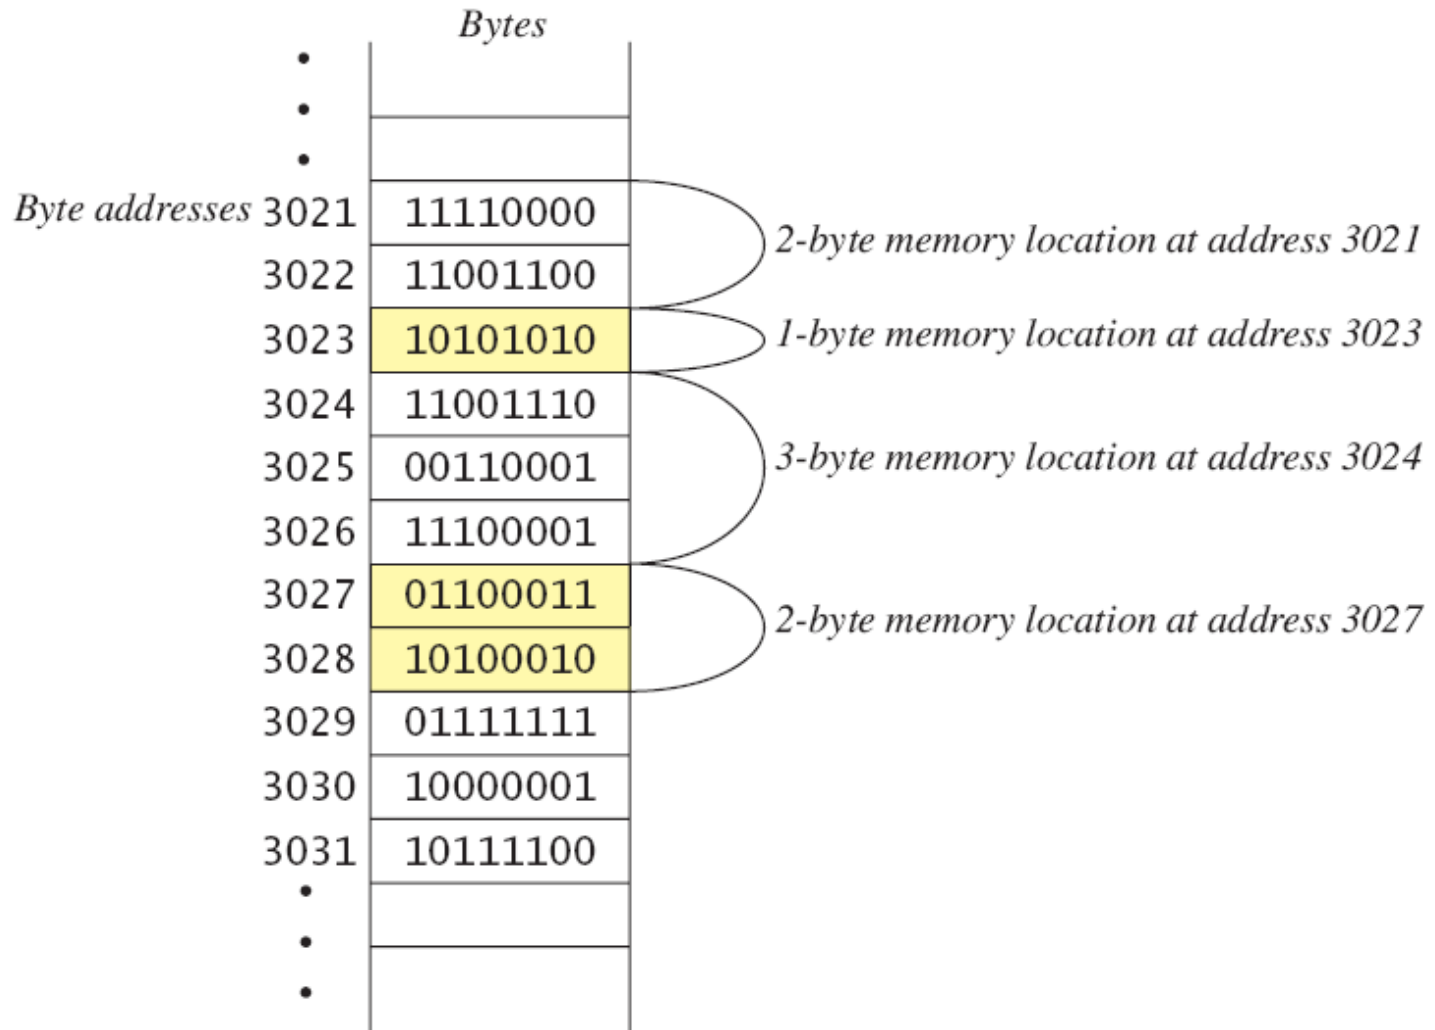 Bytes
Byte addresses 3021 11110000
2-byte memory location at address 3021
3022 11001100
3023 10101010 1-byte memory location at address 3023
3024 11001110
3025 00110001 3-byte memory location at address 3024
3026 11100001
3027 01100011
2-byte memory location at address 3027
3028 10100010
3029 01111111
3030 10000001
3031 10111100